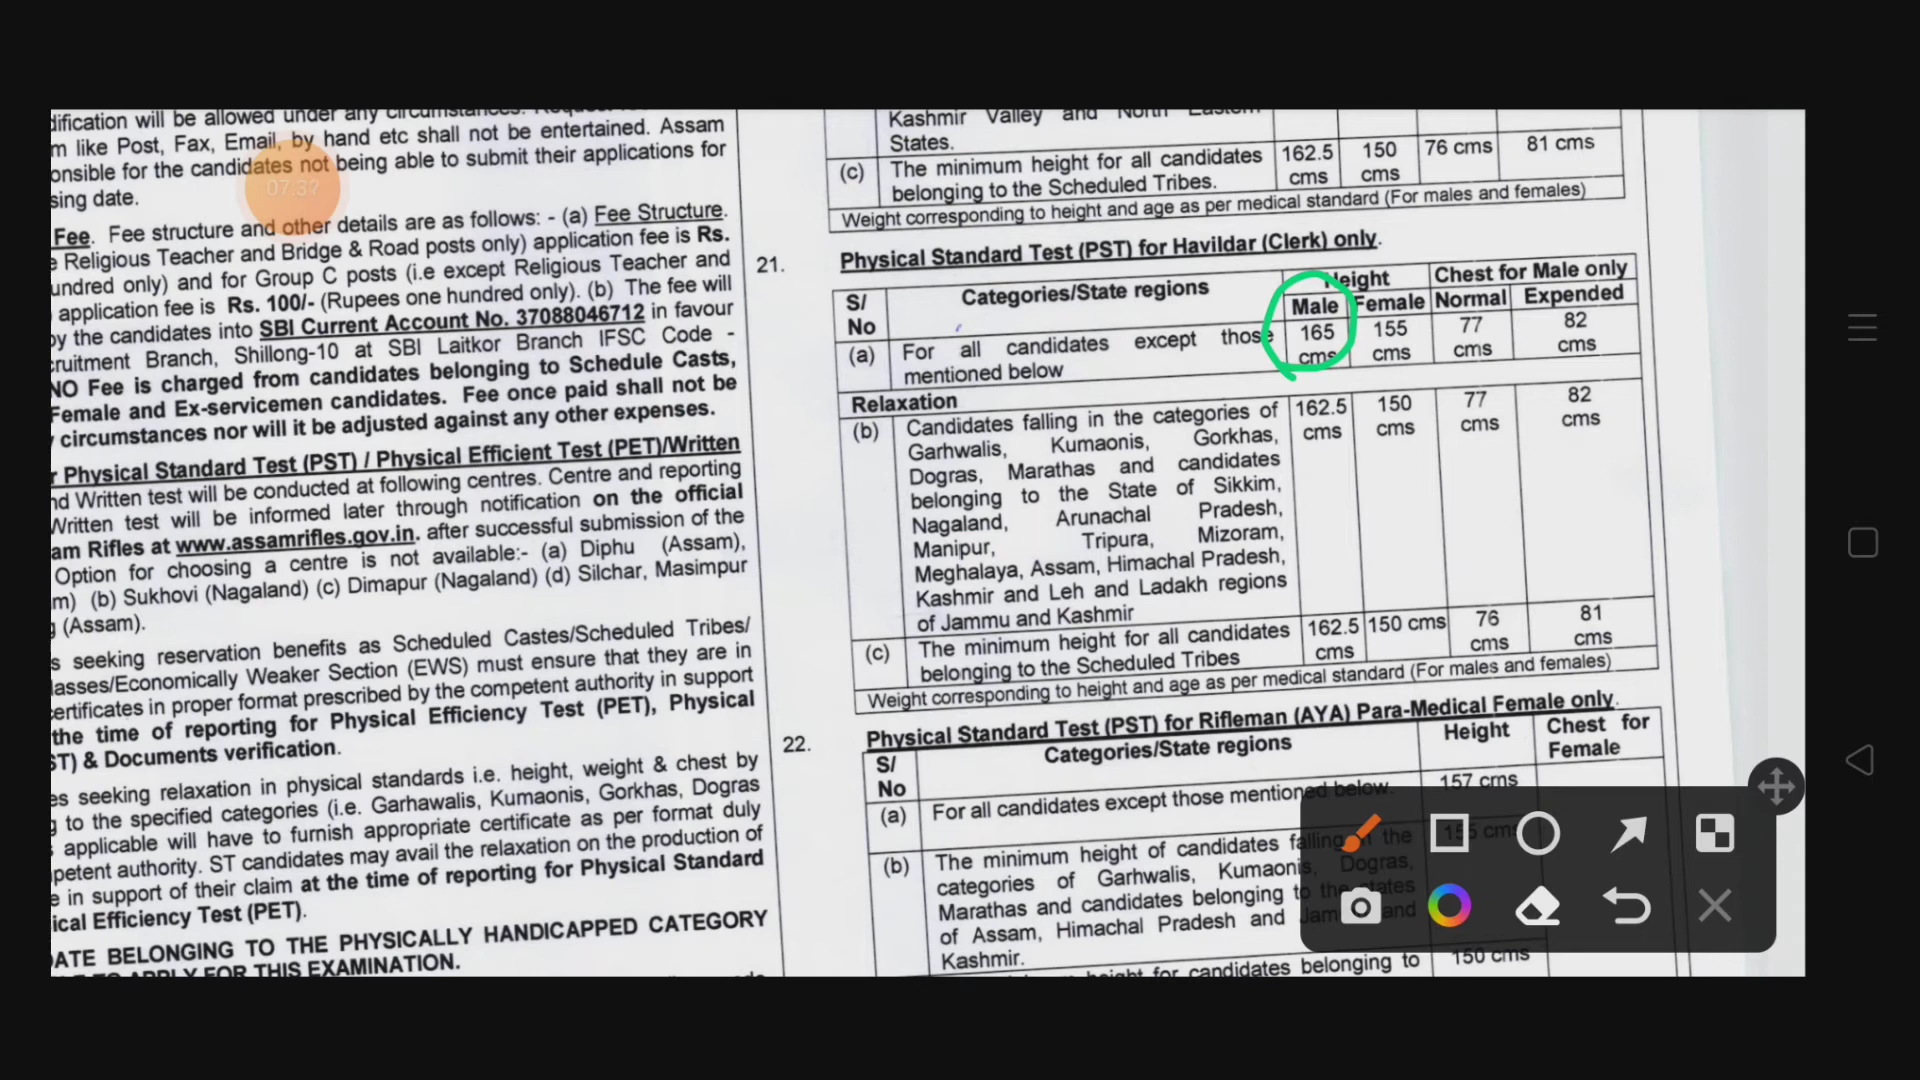 dification will be allowed under any circumstances.
m like Post, Fax, Email, by hand etc shall not be entertained. Assam
onsible for the candidates not being able to submit their applications for
sing date.
07:37
Fee. Fee structure and other details are as follows: - (a) Fee Structure.
e Religious Teacher and Bridge & Road posts only) application fee is Rs.
undred only) and for Group C posts (i.e except Religious Teacher and
application fee is Rs. 100/- (Rupees one hundred only). (b) The fee will
by the candidates into SBI Current Account No. 37088046712 in favour
cruitment Branch, Shillong-10 at SBI Laitkor Branch IFSC Code -
NO Fee is charged from candidates belonging to Schedule Casts,
Female and Ex-servicemen candidates. Fee once paid shall not be
circumstances nor will it be adjusted against any other expenses.
r Physical Standard Test (PST) / Physical Efficient Test (PET)/Written
nd Written test will be conducted at following centres. Centre and reporting
Written test will be informed later through notification on the official
am Rifles at www.assamrifles.gov.in. after successful submission of the
Option for choosing a centre is not available:- (a) Diphu (Assam),
m) (b) Sukhovi (Nagaland) (c) Dimapur (Nagaland) (d) Silchar, Masimpur
g (Assam).
s seeking reservation benefits as Scheduled Castes/Scheduled Tribes/
lasses/Economically Weaker Section (EWS) must ensure that they are in
certificates in proper format prescribed by the competent authority in support
the time of reporting for Physical Efficiency Test (PET), Physical
ST) & Documents verification.
es seeking relaxation in physical standards i.e. height, weight & chest by
g to the specified categories (i.e. Garhawalis, Kumaonis, Gorkhas, Dogras
applicable will have to furnish appropriate certificate as per format duly
petent authority. ST candidates may avail the relaxation on the production of
e in support of their claim at the time of reporting for Physical Standard
ical Efficiency Test (PET).
DATE BELONGING TO THE PHYSICALLY HANDICAPPED CATEGORY
TO APPLY FOR THIS EXAMINATION.
Kashmir Valley and North Eastern
States.
(c) The minimum height for all candidates 162.5 150 76 cms 81 cms
belonging to the Scheduled Tribes. cms cms
Weight corresponding to height and age as per medical standard (For males and females)
21. Physical Standard Test (PST) for Havildar (Clerk) only.
S/ Categories/State regions Height Chest for Male only
No Male Female Normal Expended
(a) For all candidates except those 165 155 77 82
mentioned below cms cms cms cms
Relaxation
(b) Candidates falling in the categories of 162.5 150 77 82
Garhwalis, Kumaonis, Gorkhas, cms cms cms cms
Dogras, Marathas and candidates
belonging to the State of Sikkim,
Nagaland, Arunachal Pradesh,
Manipur, Tripura, Mizoram,
Meghalaya, Assam, Himachal Pradesh,
Kashmir and Leh and Ladakh regions
of Jammu and Kashmir
(c) The minimum height for all candidates 162.5 150 cms 76 81
belonging to the Scheduled Tribes cms cms cms
Weight corresponding to height and age as per medical standard (For males and females)
22. Physical Standard Test (PST) for Rifleman (AYA) Para-Medical Female only.
S/ Categories/State regions Height Chest for
No Female
(a) For all candidates except those mentioned below. 157 cms
(b) The minimum height of candidates falling in the 155 cms
categories of Garhwalis, Kumaonis, Dogras,
Marathas and candidates belonging to the states
of Assam, Himachal Pradesh and Jam and
Kashmir.
height for candidates belonging to 150 cms